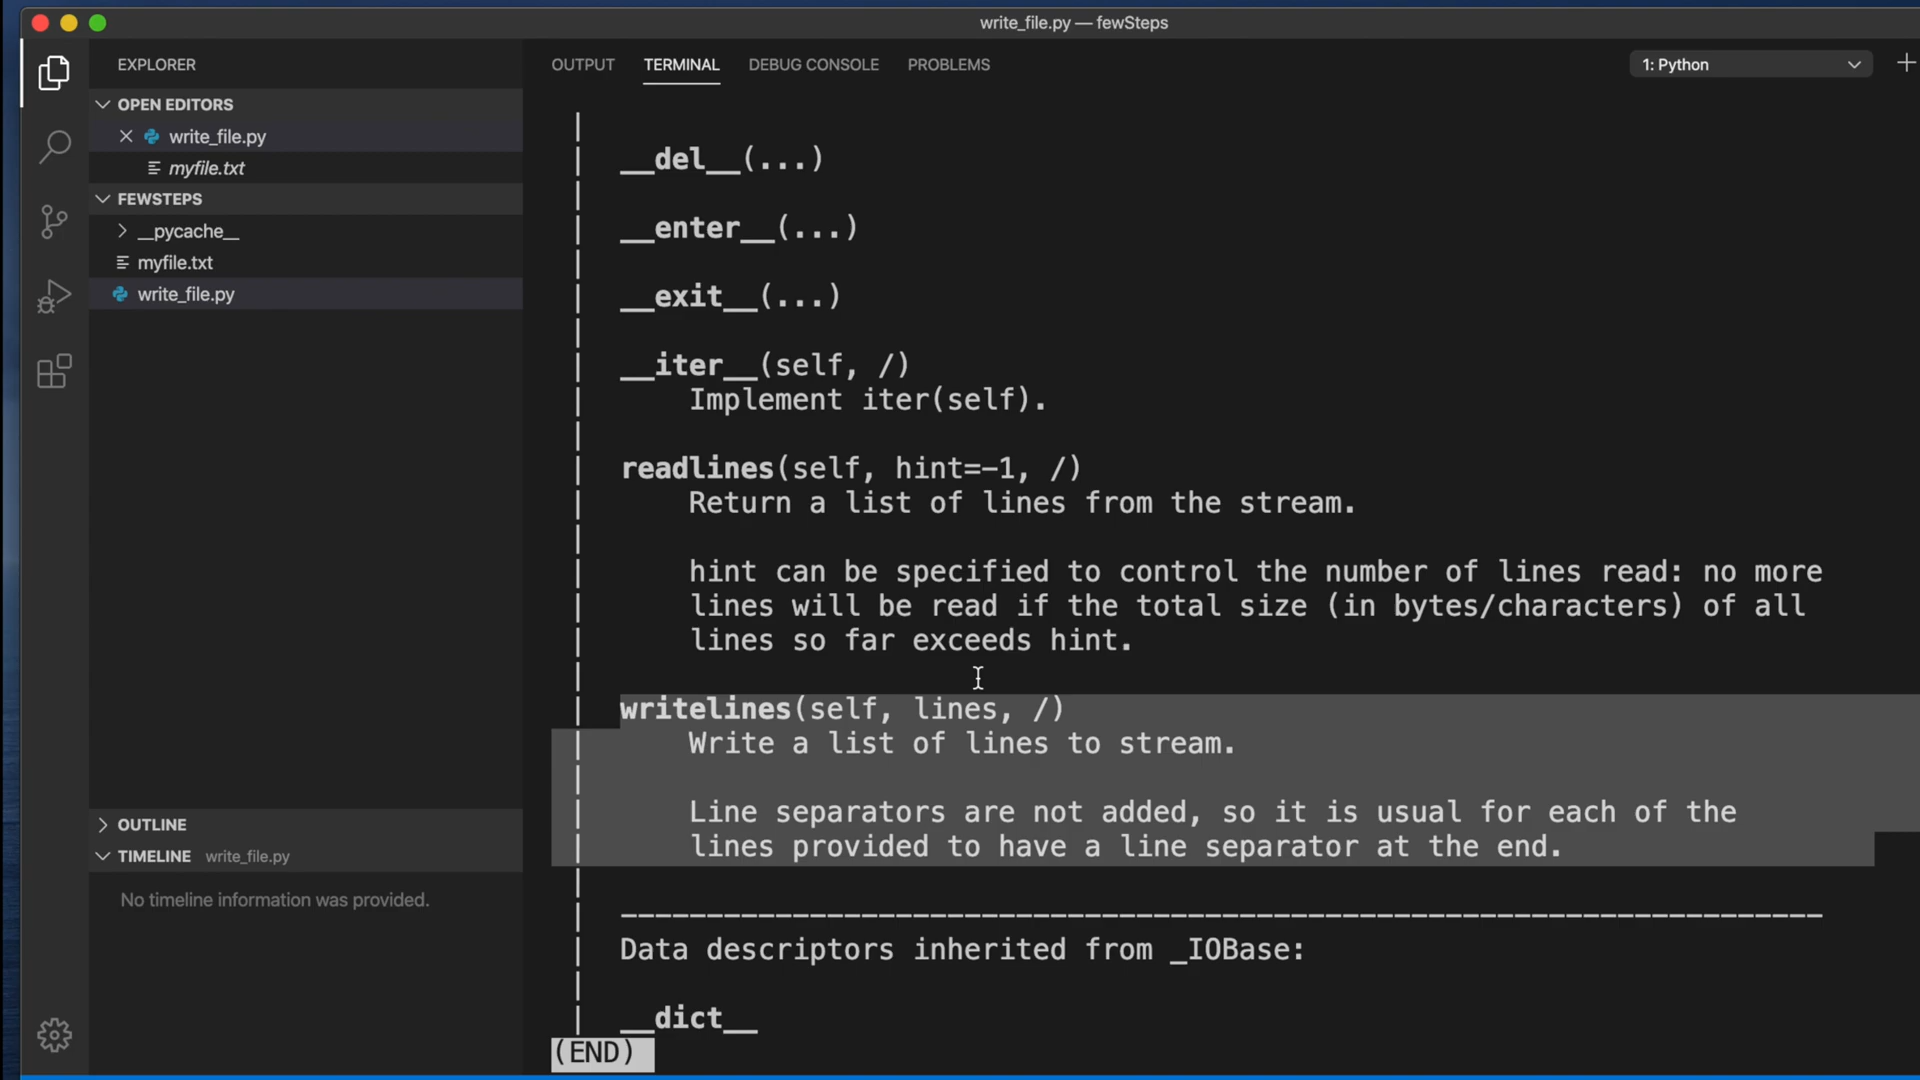 write_file.py — fewSteps
EXPLORER
OPEN EDITORS
write_file.py
myfile.txt
FEWSTEPS
__pycache__
myfile.txt
write_file.py
OUTLINE
TIMELINE write_file.py
No timeline information was provided.
OUTPUT TERMINAL DEBUG CONSOLE PROBLEMS
1: Python
|
| __del__(...)
|
| __enter__(...)
|
| __exit__(...)
|
| __iter__(self, /)
| Implement iter(self).
|
| readlines(self, hint=-1, /)
| Return a list of lines from the stream.
|
| hint can be specified to control the number of lines read: no more
| lines will be read if the total size (in bytes/characters) of all
| lines so far exceeds hint.
|
| writelines(self, lines, /)
| Write a list of lines to stream.
|
| Line separators are not added, so it is usual for each of the
| lines provided to have a line separator at the end.
|
| ----------------------------------------------------------------------
| Data descriptors inherited from _IOBase:
|
| __dict__
(END)